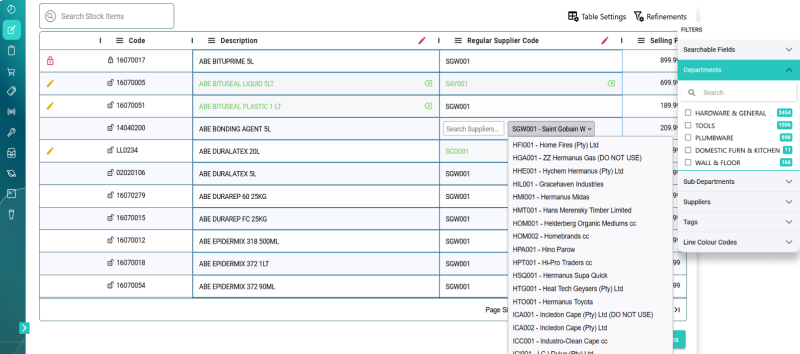 Search Stock Items
Table Settings
Refinements
Code
Description
Regular Supplier Code
Selling P
16070017
ABE BITUPRIME 5L
SGW001
899.9
16070005
ABE BITUSEAL LIQUID 5LT
SAY001
699.9
16070051
ABE BITUSEAL PLASTIC 1 LT
SGW001
189.9
14040200
ABE BONDING AGENT 5L
Search Suppliers...
SGW001 - Saint Gobain W
209.9
LL0234
ABE DURALATEX 20L
SCO001
02020106
ABE DURALATEX 5L
SGW001
16070279
ABE DURAREP 60 25KG
SGW001
16070015
ABE DURAREP FC 25KG
SGW001
16070012
ABE EPIDERMIX 318 500ML
SGW001
16070018
ABE EPIDERMIX 372 1LT
SGW001
.99
16070054
ABE EPIDERMIX 372 90ML
SGW001
.99
HFI001 - Home Fires (Pty) Ltd
HGA001 - ZZ Hermanus Gas (DO NOT USE)
HHE001 - Hychem Hermanus (Pty) Ltd
HIL001 - Gracehaven Industries
HMI001 - Hermanus Midas
HMT001 - Hans Merensky Timber Limited
HOM001 - Heiderberg Organic Mediums cc
HOM002 - Homebrands cc
HPA001 - Hino Parow
HPT001 - Hi-Pro Traders cc
HSQ001 - Hermanus Supa Quick
HTG001 - Heat Tech Geysers (Pty) Ltd
HTO001 - Hermanus Toyota
ICA001 - Incledon Cape (Pty) Ltd (DO NOT USE)
ICA002 - Incledon Cape (Pty) Ltd
ICC001 - Industro-Clean Cape cc
Page Si
FILTERS
Searchable Fields
Departments
Search
HARDWARE & GENERAL 3454
TOOLS 1506
PLUMBWARE 898
DOMESTIC FURN & KITCHEN 11
WALL & FLOOR 166
Sub-Departments
Suppliers
Tags
Line Colour Codes